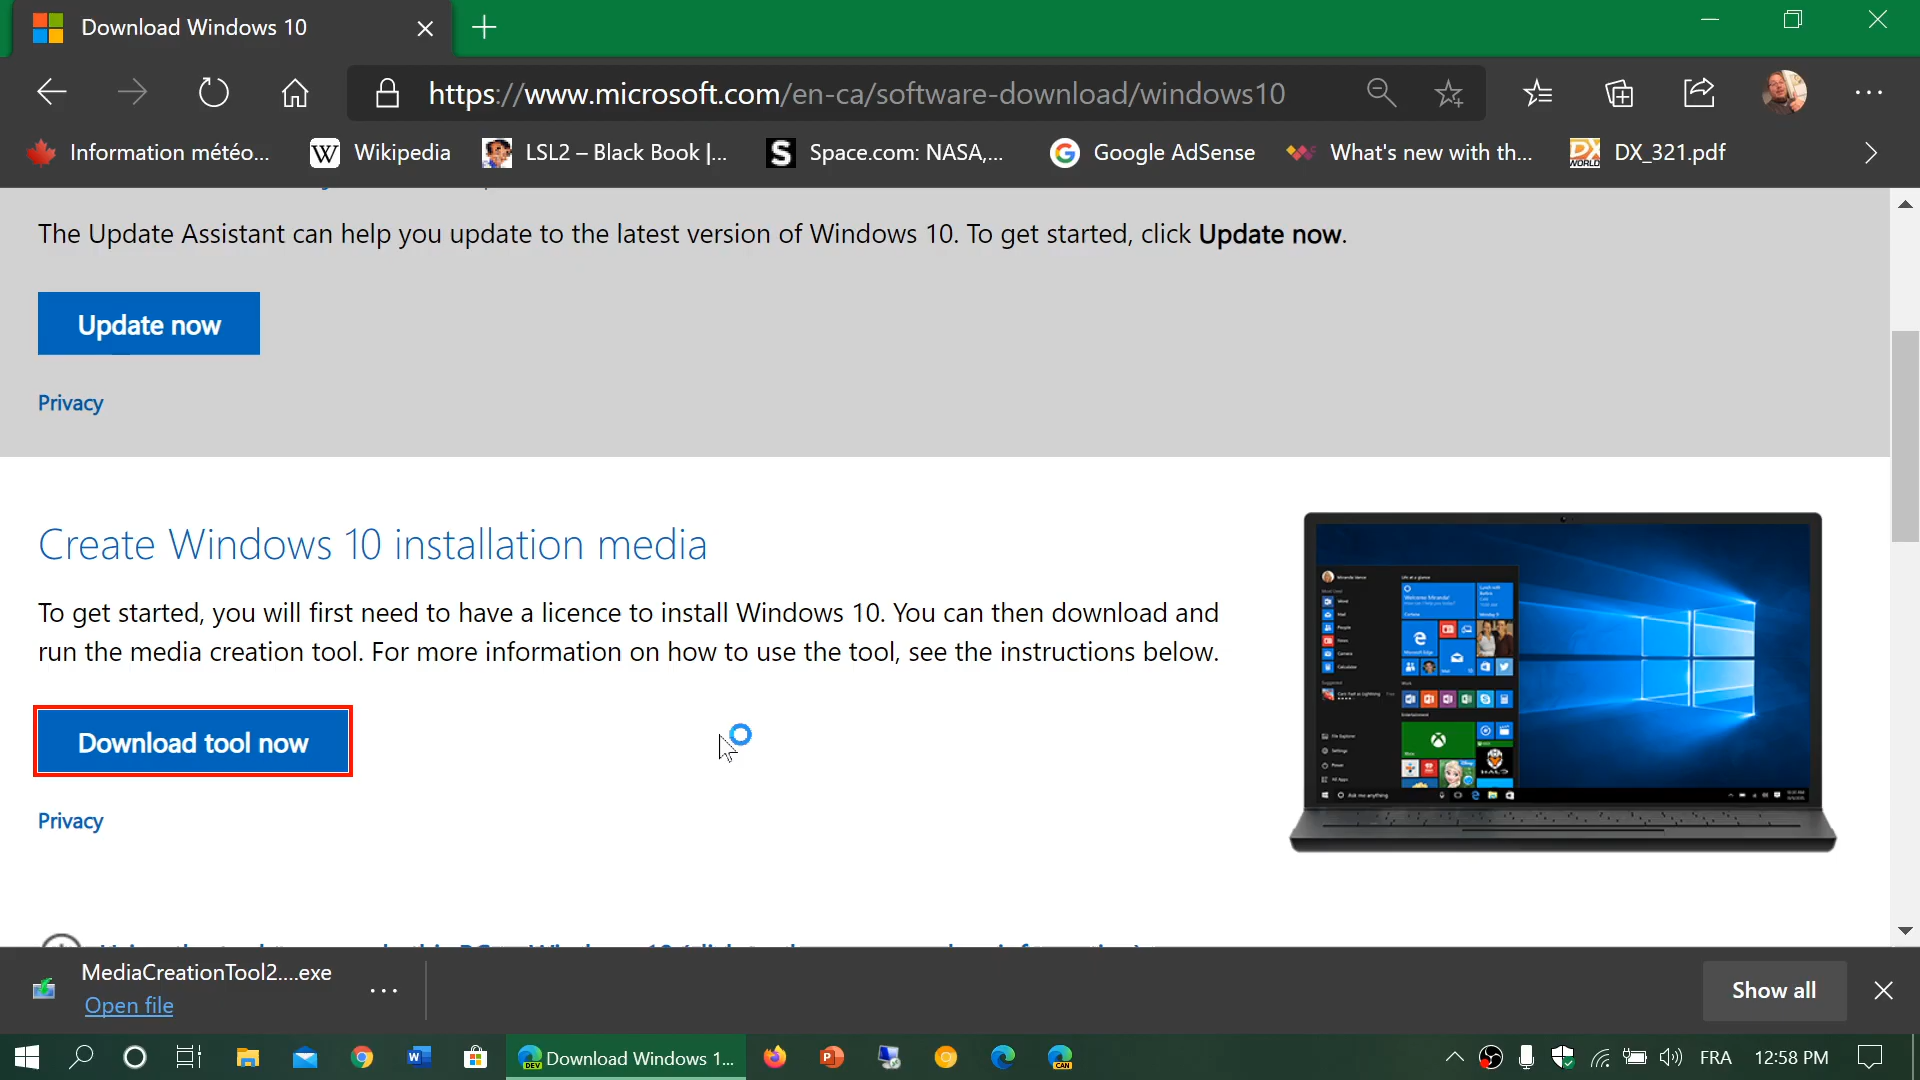 Download Windows 10
https://www.microsoft.com/en-ca/software-download/windows10
Information météo...
Wikipedia
LSL2 – Black Book |...
Space.com: NASA,...
Google AdSense
What's new with th...
DX_321.pdf
The Update Assistant can help you update to the latest version of Windows 10. To get started, click Update now.
Update now
Privacy
Create Windows 10 installation media
To get started, you will first need to have a licence to install Windows 10. You can then download and
run the media creation tool. For more information on how to use the tool, see the instructions below.
Download tool now
Privacy
MediaCreationTool2....exe
Open file
Show all
Download Windows 1...
FRA
12:58 PM